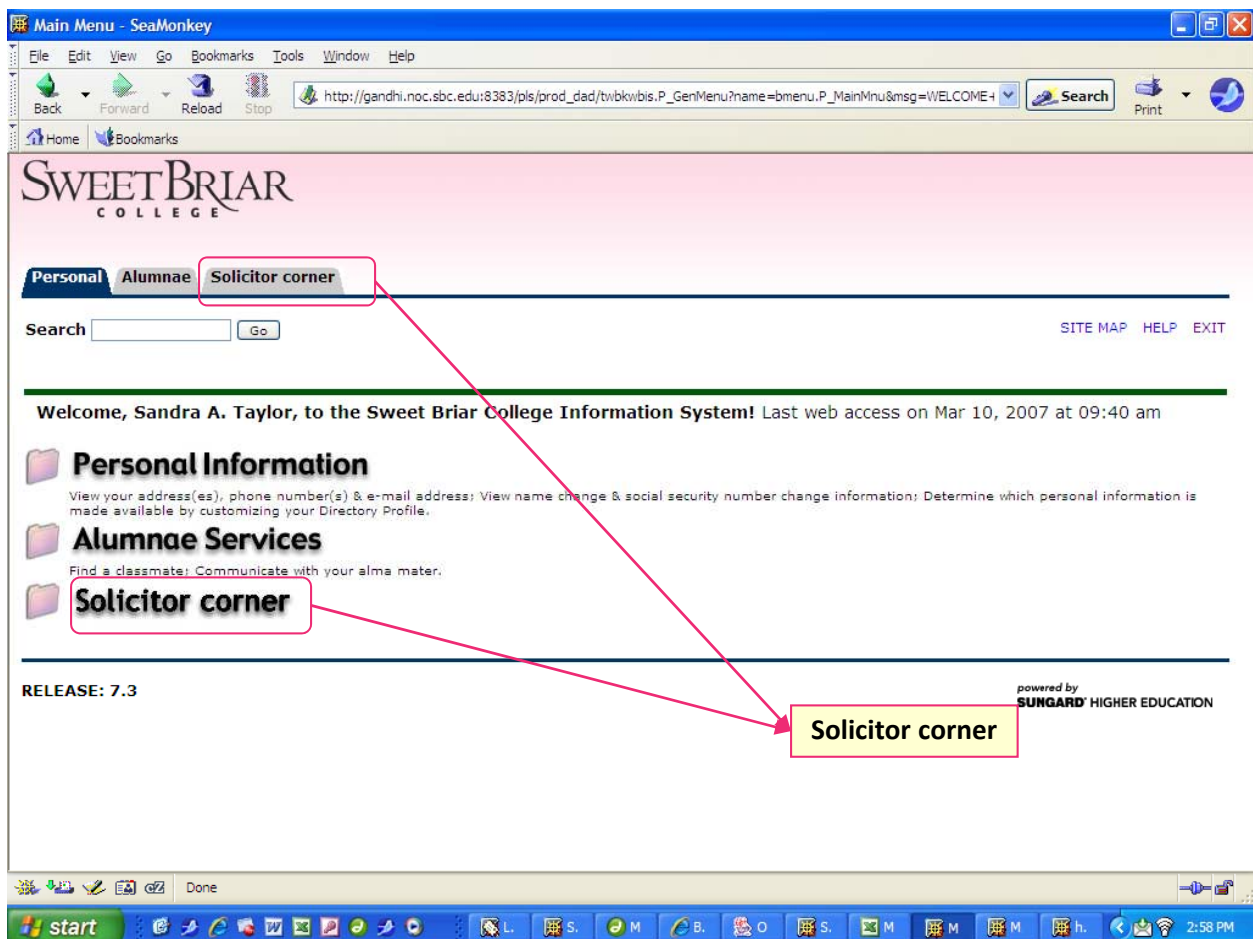 Main Menu - SeaMonkey
File Edit View Go Bookmarks Tools Window Help
Back Forward Reload Stop http://gandhi.noc.sbc.edu:8383/pls/prod_dad/twbkwbis.P_GenMenu?name=bmenu.P_MainMnu&msg=WELCOME+ Search Print
Home Bookmarks
SWEET BRIAR
COLLEGE
Personal Alumnae Solicitor corner
Search Go SITE MAP HELP EXIT
Welcome, Sandra A. Taylor, to the Sweet Briar College Information System! Last web access on Mar 10, 2007 at 09:40 am
Personal Information
View your address(es), phone number(s) & e-mail address; View name change & social security number change information; Determine which personal information is
made available by customizing your Directory Profile.
Alumnae Services
Find a classmate; Communicate with your alma mater.
Solicitor corner
RELEASE: 7.3
powered by
SUNGARD' HIGHER EDUCATION
Solicitor corner
Done
start L. S. M B. O S. M M M h. 2:58 PM